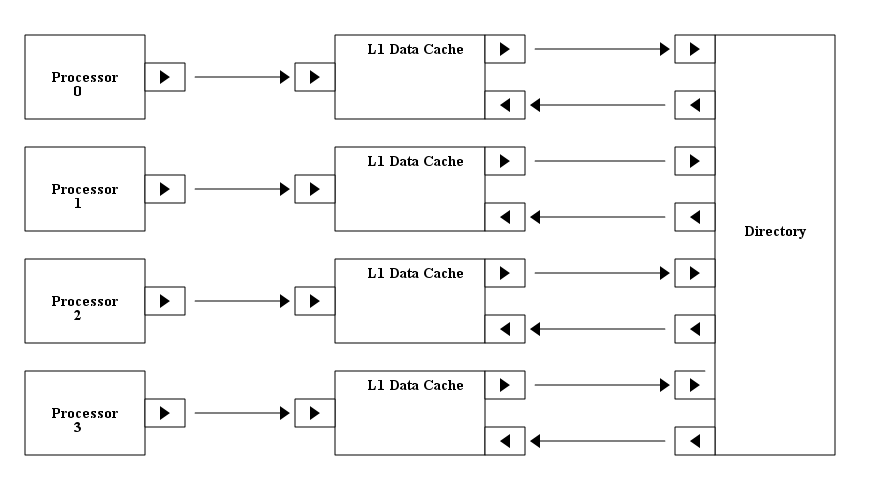 Processor
0
L1 Data Cache
Processor
1
L1 Data Cache
Directory
Processor
2
L1 Data Cache
Processor
3
L1 Data Cache